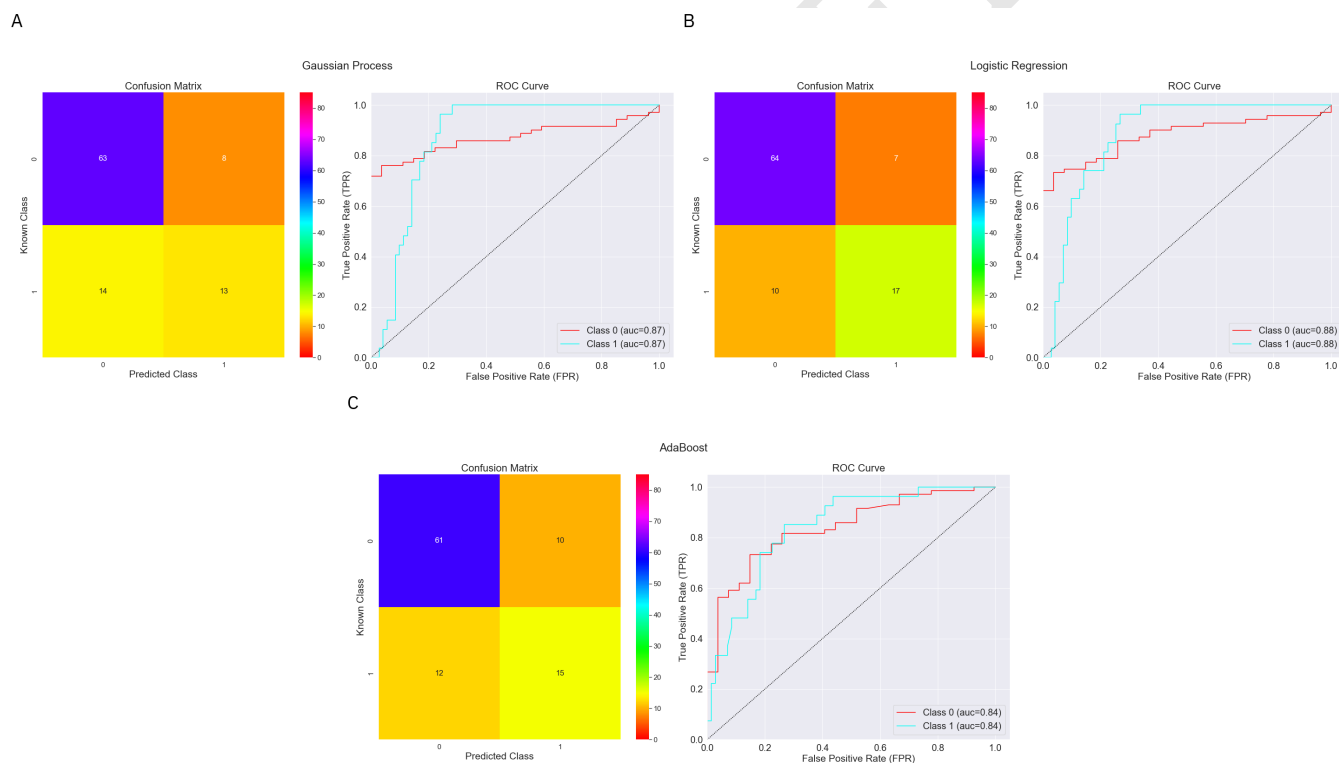 A
Gaussian Process
Confusion Matrix
63
8
14
13
0
1
Known Class
0
1
Predicted Class
80
70
60
50
40
30
20
10
0
ROC Curve
1.0
0.8
0.6
0.4
0.2
0.0
True Positive Rate (TPR)
Class 0 (auc=0.87)
Class 1 (auc=0.87)
0.0 0.2 0.4 0.6 0.8 1.0
False Positive Rate (FPR)
B
Logistic Regression
Confusion Matrix
64
7
10
17
0
1
Known Class
0
1
Predicted Class
80
70
60
50
40
30
20
10
0
ROC Curve
1.0
0.8
0.6
0.4
0.2
0.0
True Positive Rate (TPR)
Class 0 (auc=0.88)
Class 1 (auc=0.88)
0.0 0.2 0.4 0.6 0.8 1.0
False Positive Rate (FPR)
C
AdaBoost
Confusion Matrix
61
10
12
15
0
1
Known Class
0
1
Predicted Class
80
70
60
50
40
30
20
10
0
ROC Curve
1.0
0.8
0.6
0.4
0.2
0.0
True Positive Rate (TPR)
Class 0 (auc=0.84)
Class 1 (auc=0.84)
0.0 0.2 0.4 0.6 0.8 1.0
False Positive Rate (FPR)